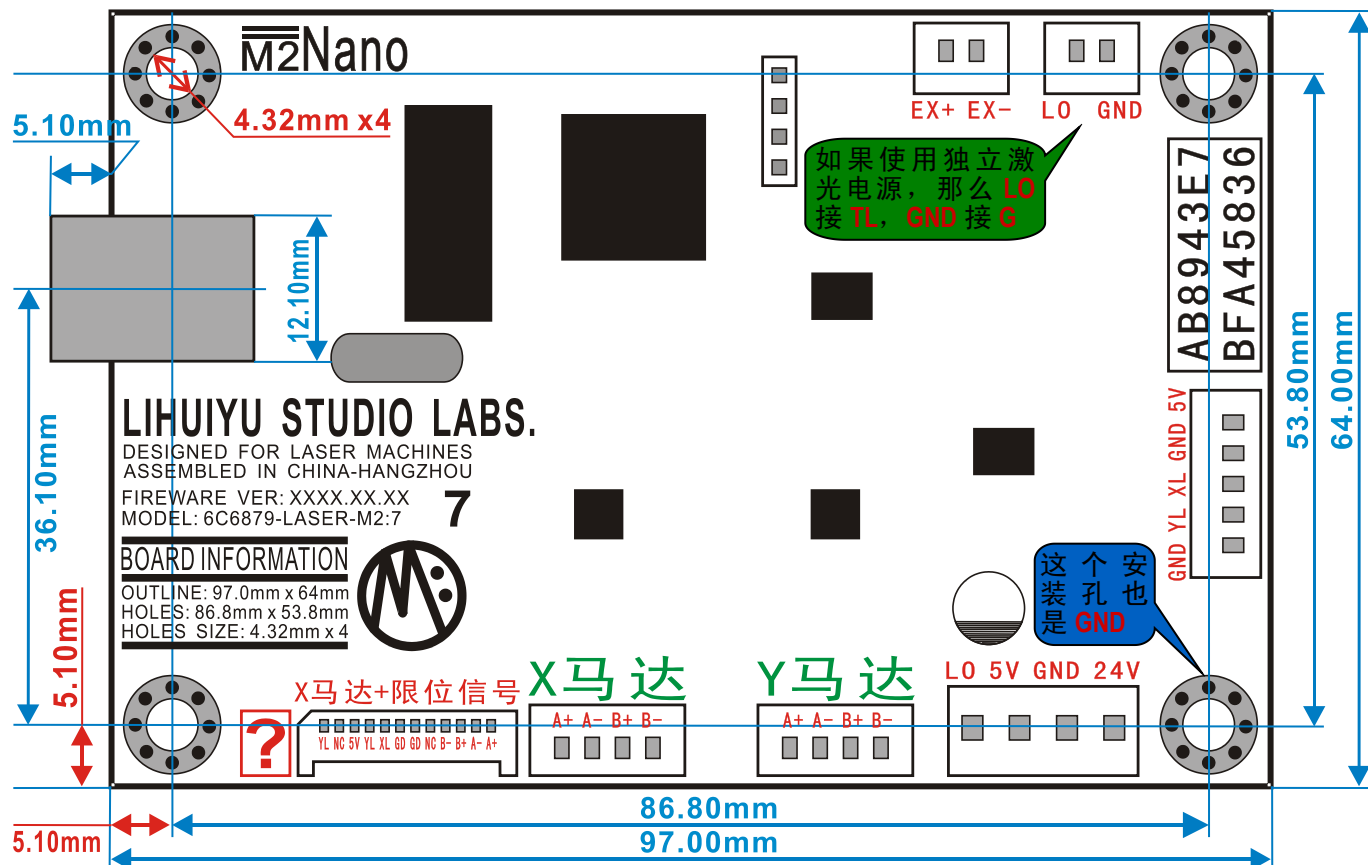 M2Nano
4.32mm x4
5.10mm
EX+ EX-
LO GND
如果使用独立激
光电源，那么 LO
接 TL，GND 接 G
AB8943E7
BFA45836
12.10mm
36.10mm
53.80mm
64.00mm
LIHUIYU STUDIO LABS.
DESIGNED FOR LASER MACHINES
ASSEMBLED IN CHINA-HANGZHOU
FIREWARE VER: XXXX.XX.XX
MODEL: 6C6879-LASER-M2:7
7
BOARD INFORMATION
OUTLINE: 97.0mm x 64mm
HOLES: 86.8mm x 53.8mm
HOLES SIZE: 4.32mm x 4
GND YL XL GND 5V
这个安
装孔也
是 GND
5.10mm
?
X马达+限位信号
YL NC 5V YL XL GD GD NC B- B+ A- A+
X马达
A+ A- B+ B-
Y马达
A+ A- B+ B-
LO 5V GND 24V
5.10mm
86.80mm
97.00mm